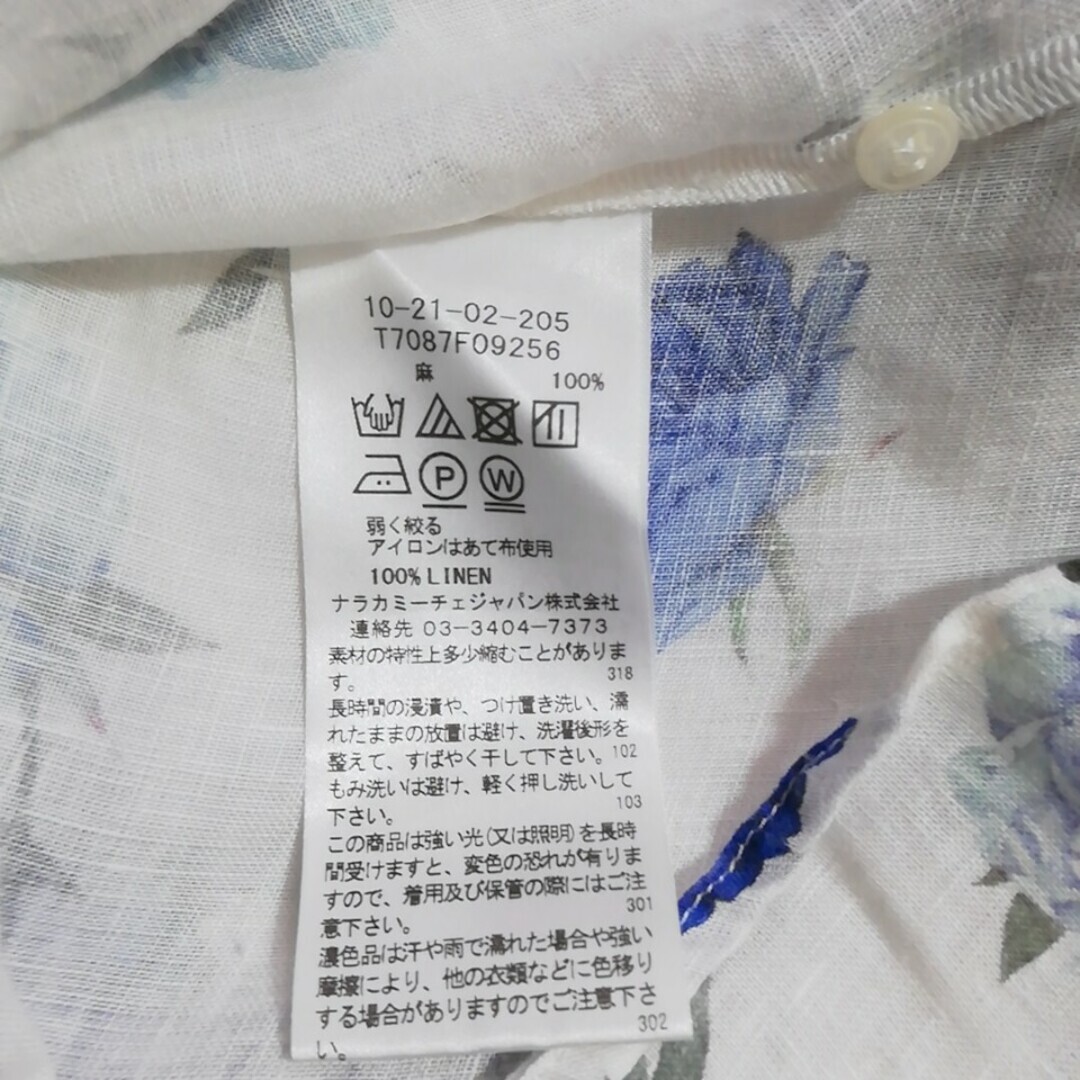 10-21-02-205
T7087F09256
麻 100%
P W
弱く絞る
アイロンはあて布使用
100% LINEN
ナラカミーチェジャパン株式会社
連絡先 03-3404-7373
素材の特性上多少縮むことがありま
す。 318
長時間の浸漬や、つけ置き洗い、濡
れたままの放置は避け、洗濯後形を
整えて、すばやく干して下さい。102
もみ洗いは避け、軽く押し洗いして
下さい。 103
この商品は強い光(又は照明)を長時
間受けますと、変色の恐れが有りま
すので、着用及び保管の際にはご注
意下さい。 301
濃色品は汗や雨で濡れた場合や強い
摩擦により、他の衣類などに色移り
する場合がありますのでご注意下さ
い。 302